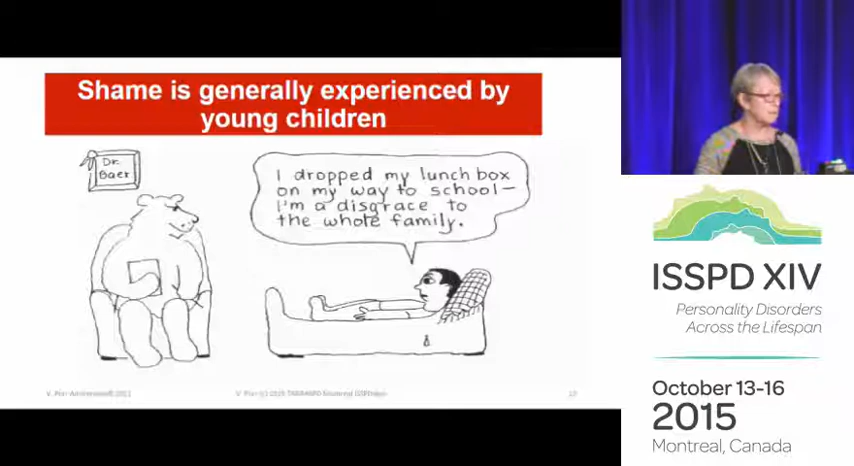 Shame is generally experienced by
young children
Dr.
Baer
I dropped my lunch box
on my way to school—
I'm a disgrace to
the whole family.
ISSPD XIV
Personality Disorders
Across the Lifespan
October 13-16
2015
Montreal, Canada